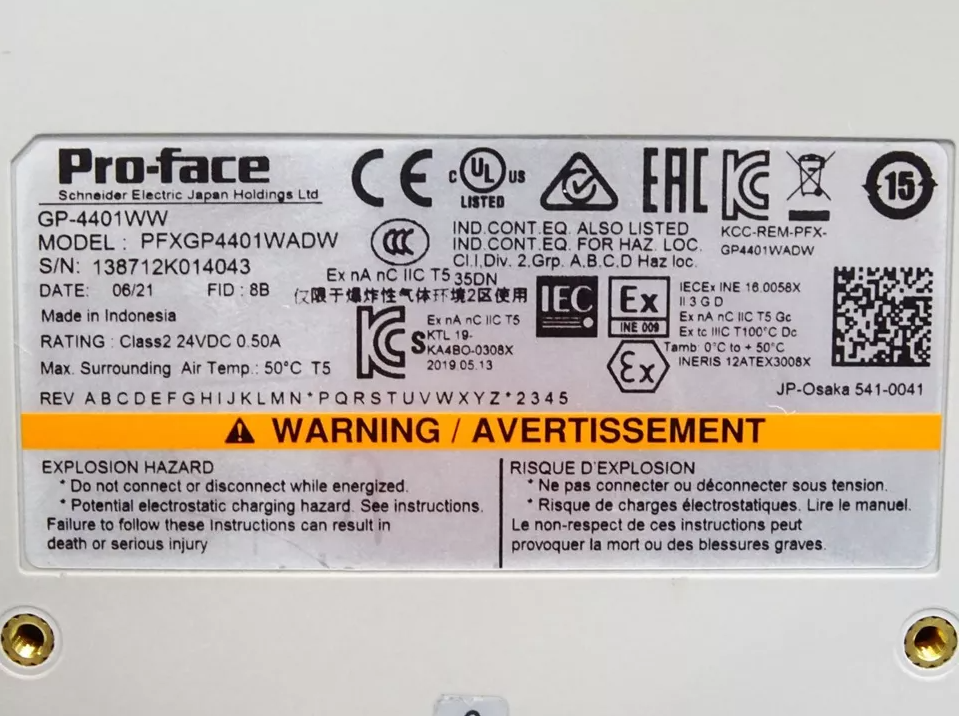 Pro-face
Schneider Electric Japan Holdings Ltd
CE
c UL us
LISTED
EAC
KC
15
GP-4401WW
MODEL : PFXGP4401WADW
S/N: 138712K014043
DATE: 06/21 FID : 8B
Made in Indonesia
RATING : Class2 24VDC 0.50A
Max. Surrounding Air Temp.: 50°C T5
REV A B C D E F G H I J K L M N * P Q R S T U V W X Y Z * 2 3 4 5
CCC
Ex nA nC IIC T5
仅限于爆炸性气体环境2区使用
IND.CONT.EQ. ALSO LISTED
IND.CONT.EQ. FOR HAZ. LOC.
Cl.I,Div. 2,Grp. A,B,C,D Haz loc.
35DN
KCC-REM-PFX-
GP4401WADW
KCs
Ex nA nC IIC T5
KTL 19-
KA4BO-0308X
2019.05.13
IEC
Ex
INE 009
Ex
IECEx INE 16.0058X
II 3 G D
Ex nA nC IIC T5 Gc
Ex tc IIIC T100°C Dc
Tamb: 0°C to + 50°C
INERIS 12ATEX3008X
JP-Osaka 541-0041
WARNING / AVERTISSEMENT
EXPLOSION HAZARD
* Do not connect or disconnect while energized.
* Potential electrostatic charging hazard. See instructions.
Failure to follow these Instructions can result in
death or serious injury
RISQUE D'EXPLOSION
* Ne pas connecter ou déconnecter sous tension.
* Risque de charges électrostatiques. Lire le manuel.
Le non-respect de ces instructions peut
provoquer la mort ou des blessures graves.